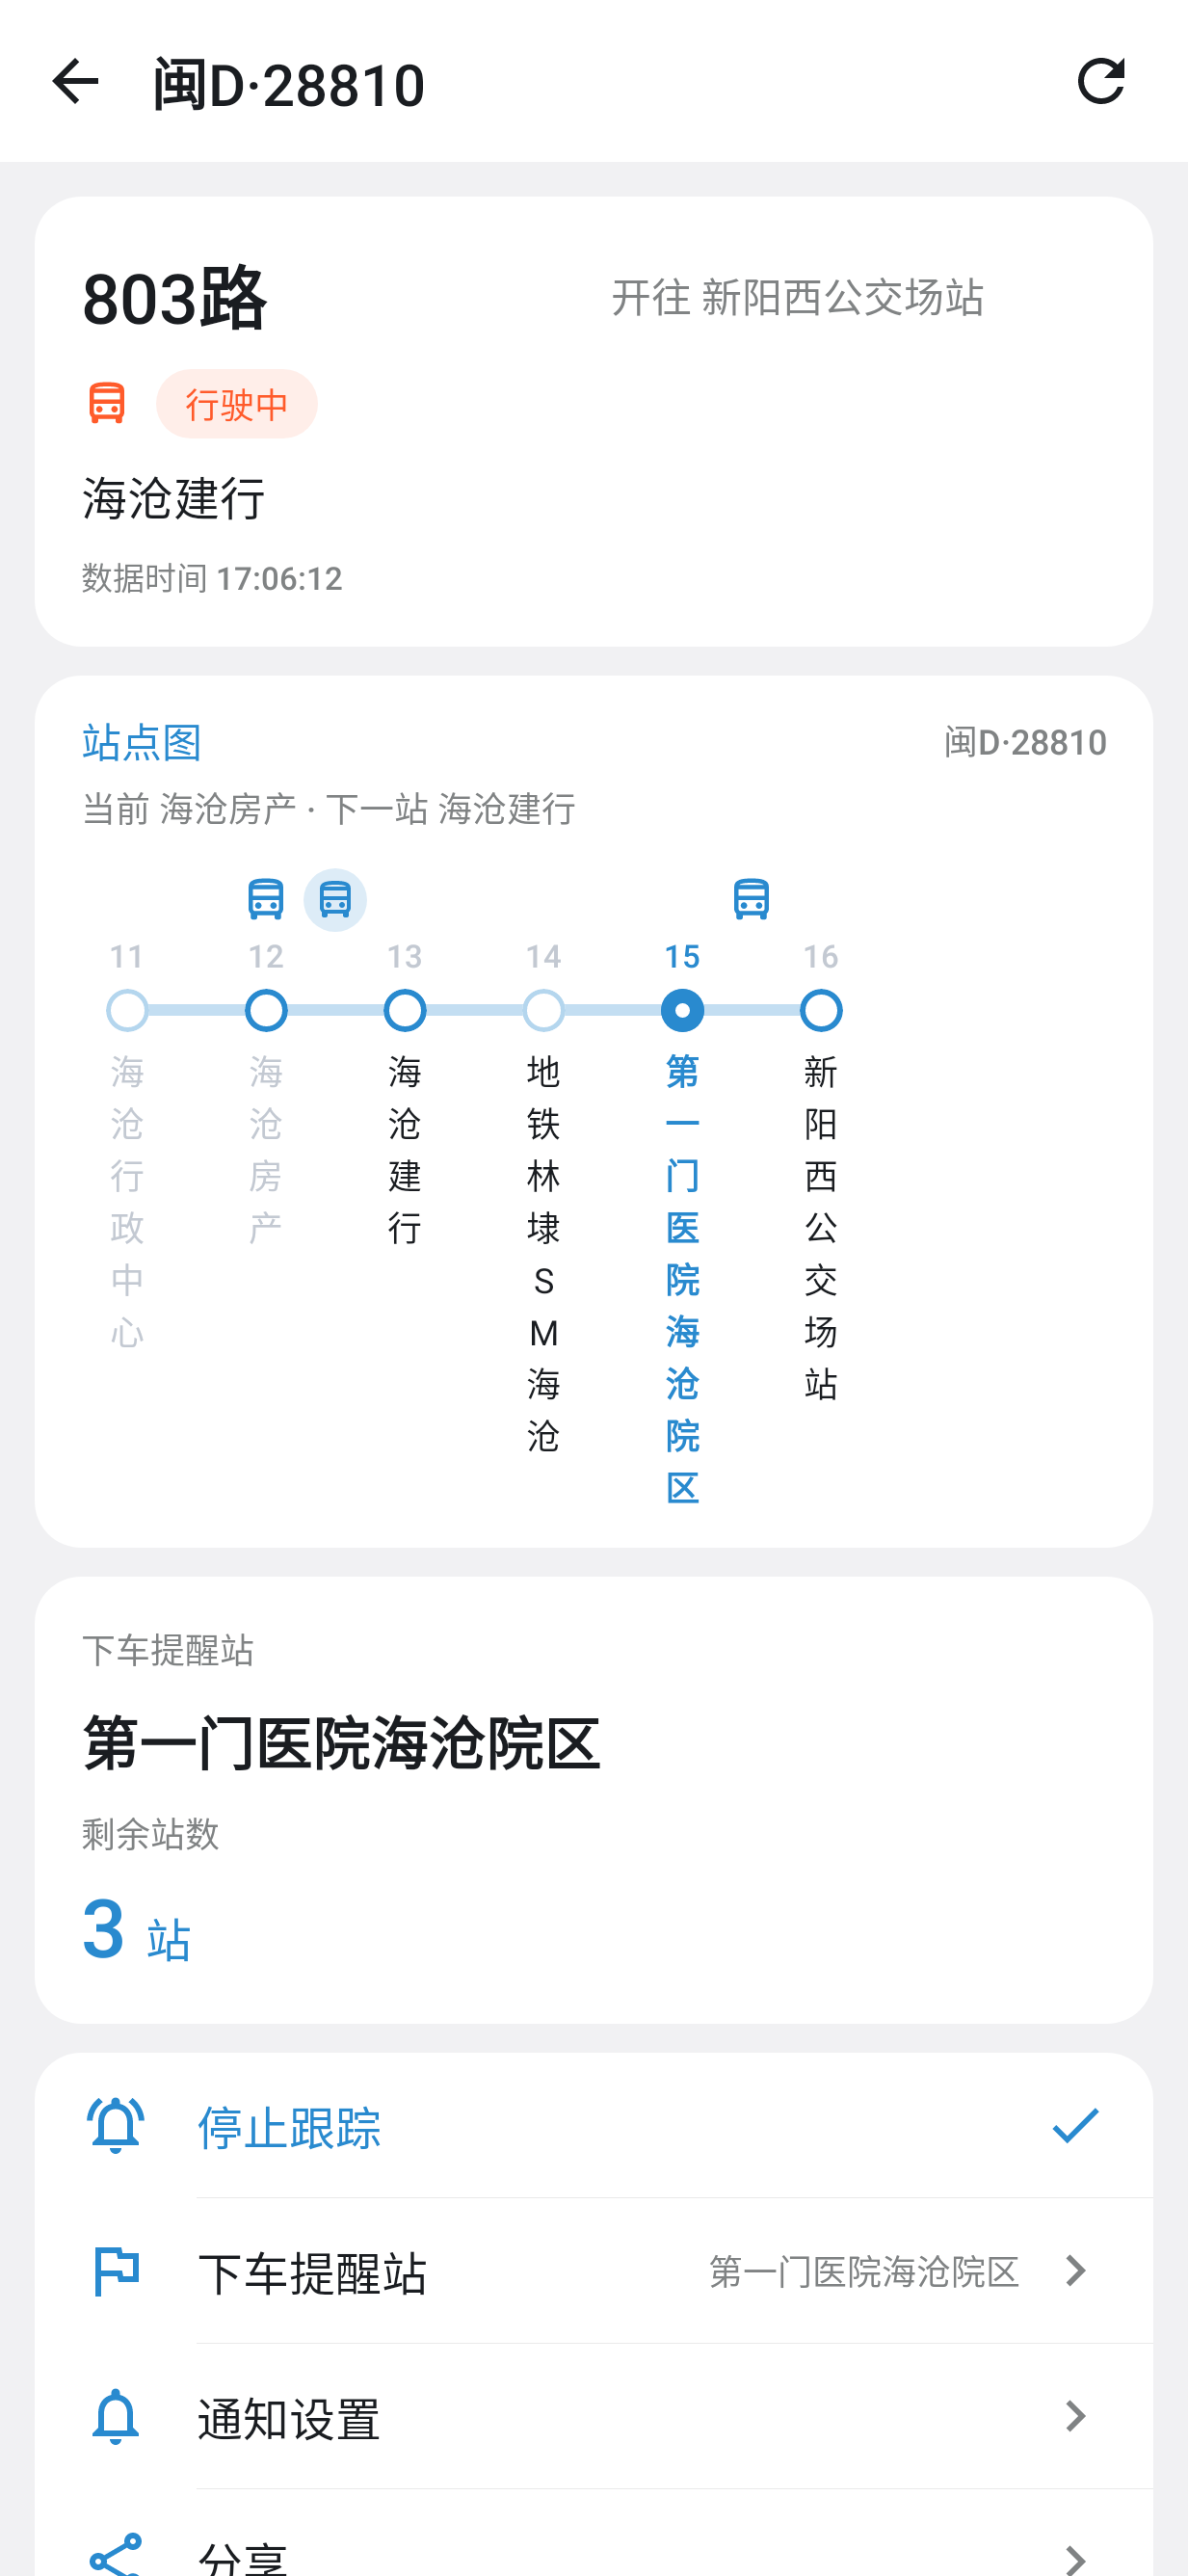 闽D·28810
803路
开往 新阳西公交场站
行驶中
海沧建行
数据时间 17:06:12
站点图
闽D·28810
当前 海沧房产 · 下一站 海沧建行
11
12
13
14
15
16
海沧行政中心
海沧房产
海沧建行
地铁林埭SM海沧
第一门医院海沧院区
新阳西公交场站
下车提醒站
第一门医院海沧院区
剩余站数
3 站
停止跟踪
下车提醒站
第一门医院海沧院区
通知设置
分享